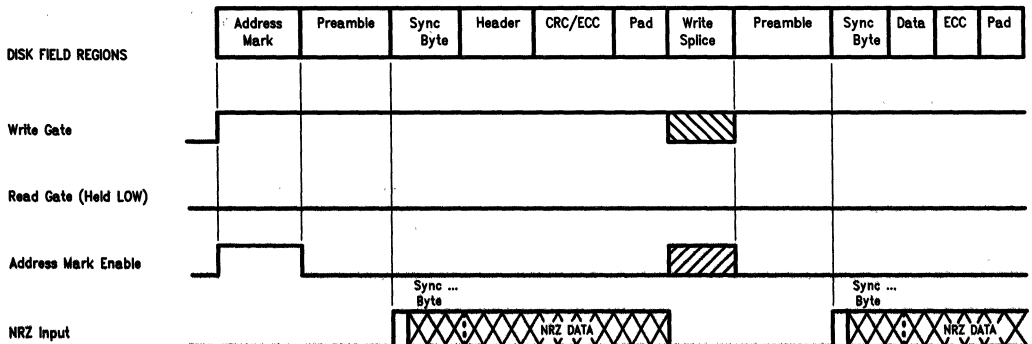 Address Mark Preamble Sync Byte Header CRC/ECC Pad Write Splice Preamble Sync Byte Data ECC Pad
DISK FIELD REGIONS
Write Gate
Read Gate (Held LOW)
Address Mark Enable
Sync ... Byte Sync ... Byte
NRZ Input NRZ DATA NRZ DATA